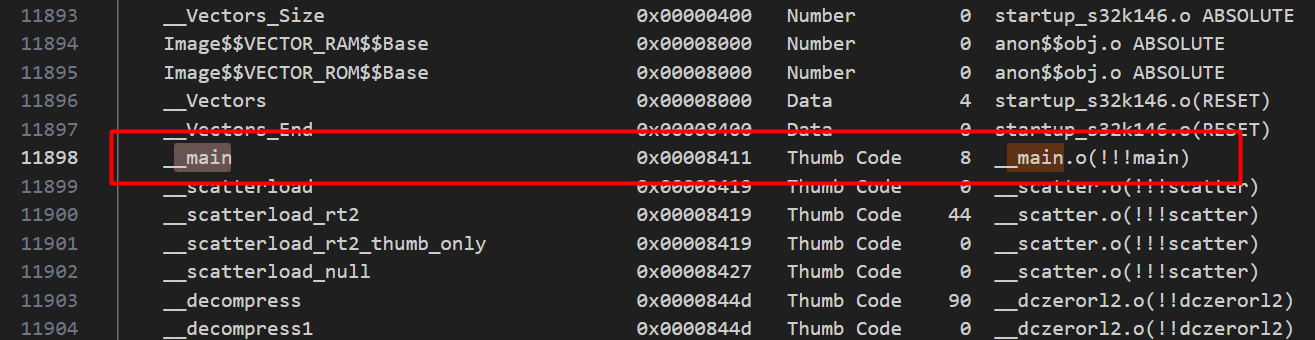 11893 __Vectors_Size 0x00000400 Number 0 startup_s32k146.o ABSOLUTE
11894 Image$$VECTOR_RAM$$Base 0x00008000 Number 0 anon$$obj.o ABSOLUTE
11895 Image$$VECTOR_ROM$$Base 0x00008000 Number 0 anon$$obj.o ABSOLUTE
11896 __Vectors 0x00008000 Data 4 startup_s32k146.o(RESET)
11897 __Vectors_End 0x00008400 Data 0 startup_s32k146.o(RESET)
11898 __main 0x00008411 Thumb Code 8 __main.o(!!!main)
11899 __scatterload 0x00008419 Thumb Code 0 __scatter.o(!!!scatter)
11900 __scatterload_rt2 0x00008419 Thumb Code 44 __scatter.o(!!!scatter)
11901 __scatterload_rt2_thumb_only 0x00008419 Thumb Code 0 __scatter.o(!!!scatter)
11902 __scatterload_null 0x00008427 Thumb Code 0 __scatter.o(!!!scatter)
11903 __decompress 0x0000844d Thumb Code 90 __dczerorl2.o(!!dczerorl2)
11904 __decompress1 0x0000844d Thumb Code 0 __dczerorl2.o(!!dczerorl2)